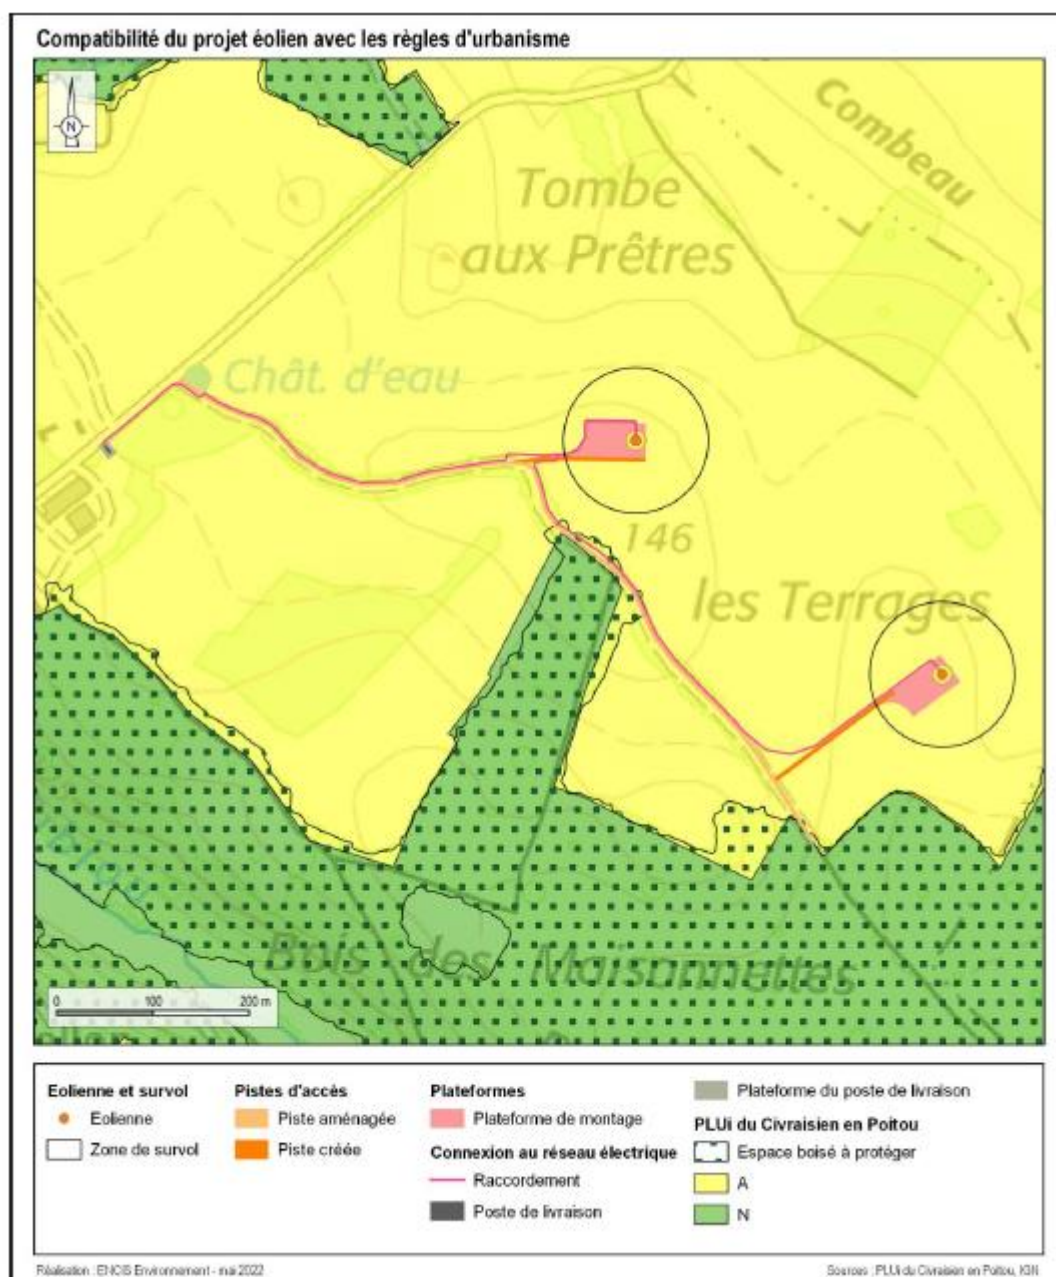 Compatibilité du projet éolien avec les règles d'urbanisme
N
Combeau
Tombe
aux Prêtres
Chât. d'eau
146
les Terrages
Bois des Maisonnettes
0 100 200 m
Eolienne et survol
Eolienne
Zone de survol
Pistes d'accès
Piste aménagée
Piste créée
Plateformes
Plateforme de montage
Connexion au réseau électrique
Raccordement
Poste de livraison
Plateforme du poste de livraison
PLUi du Civraisien en Poitou
Espace boisé à protéger
A
N
Réalisation : ENCIS Environnement - mai 2022
Sources : PLUi du Civraisien en Poitou, IGN